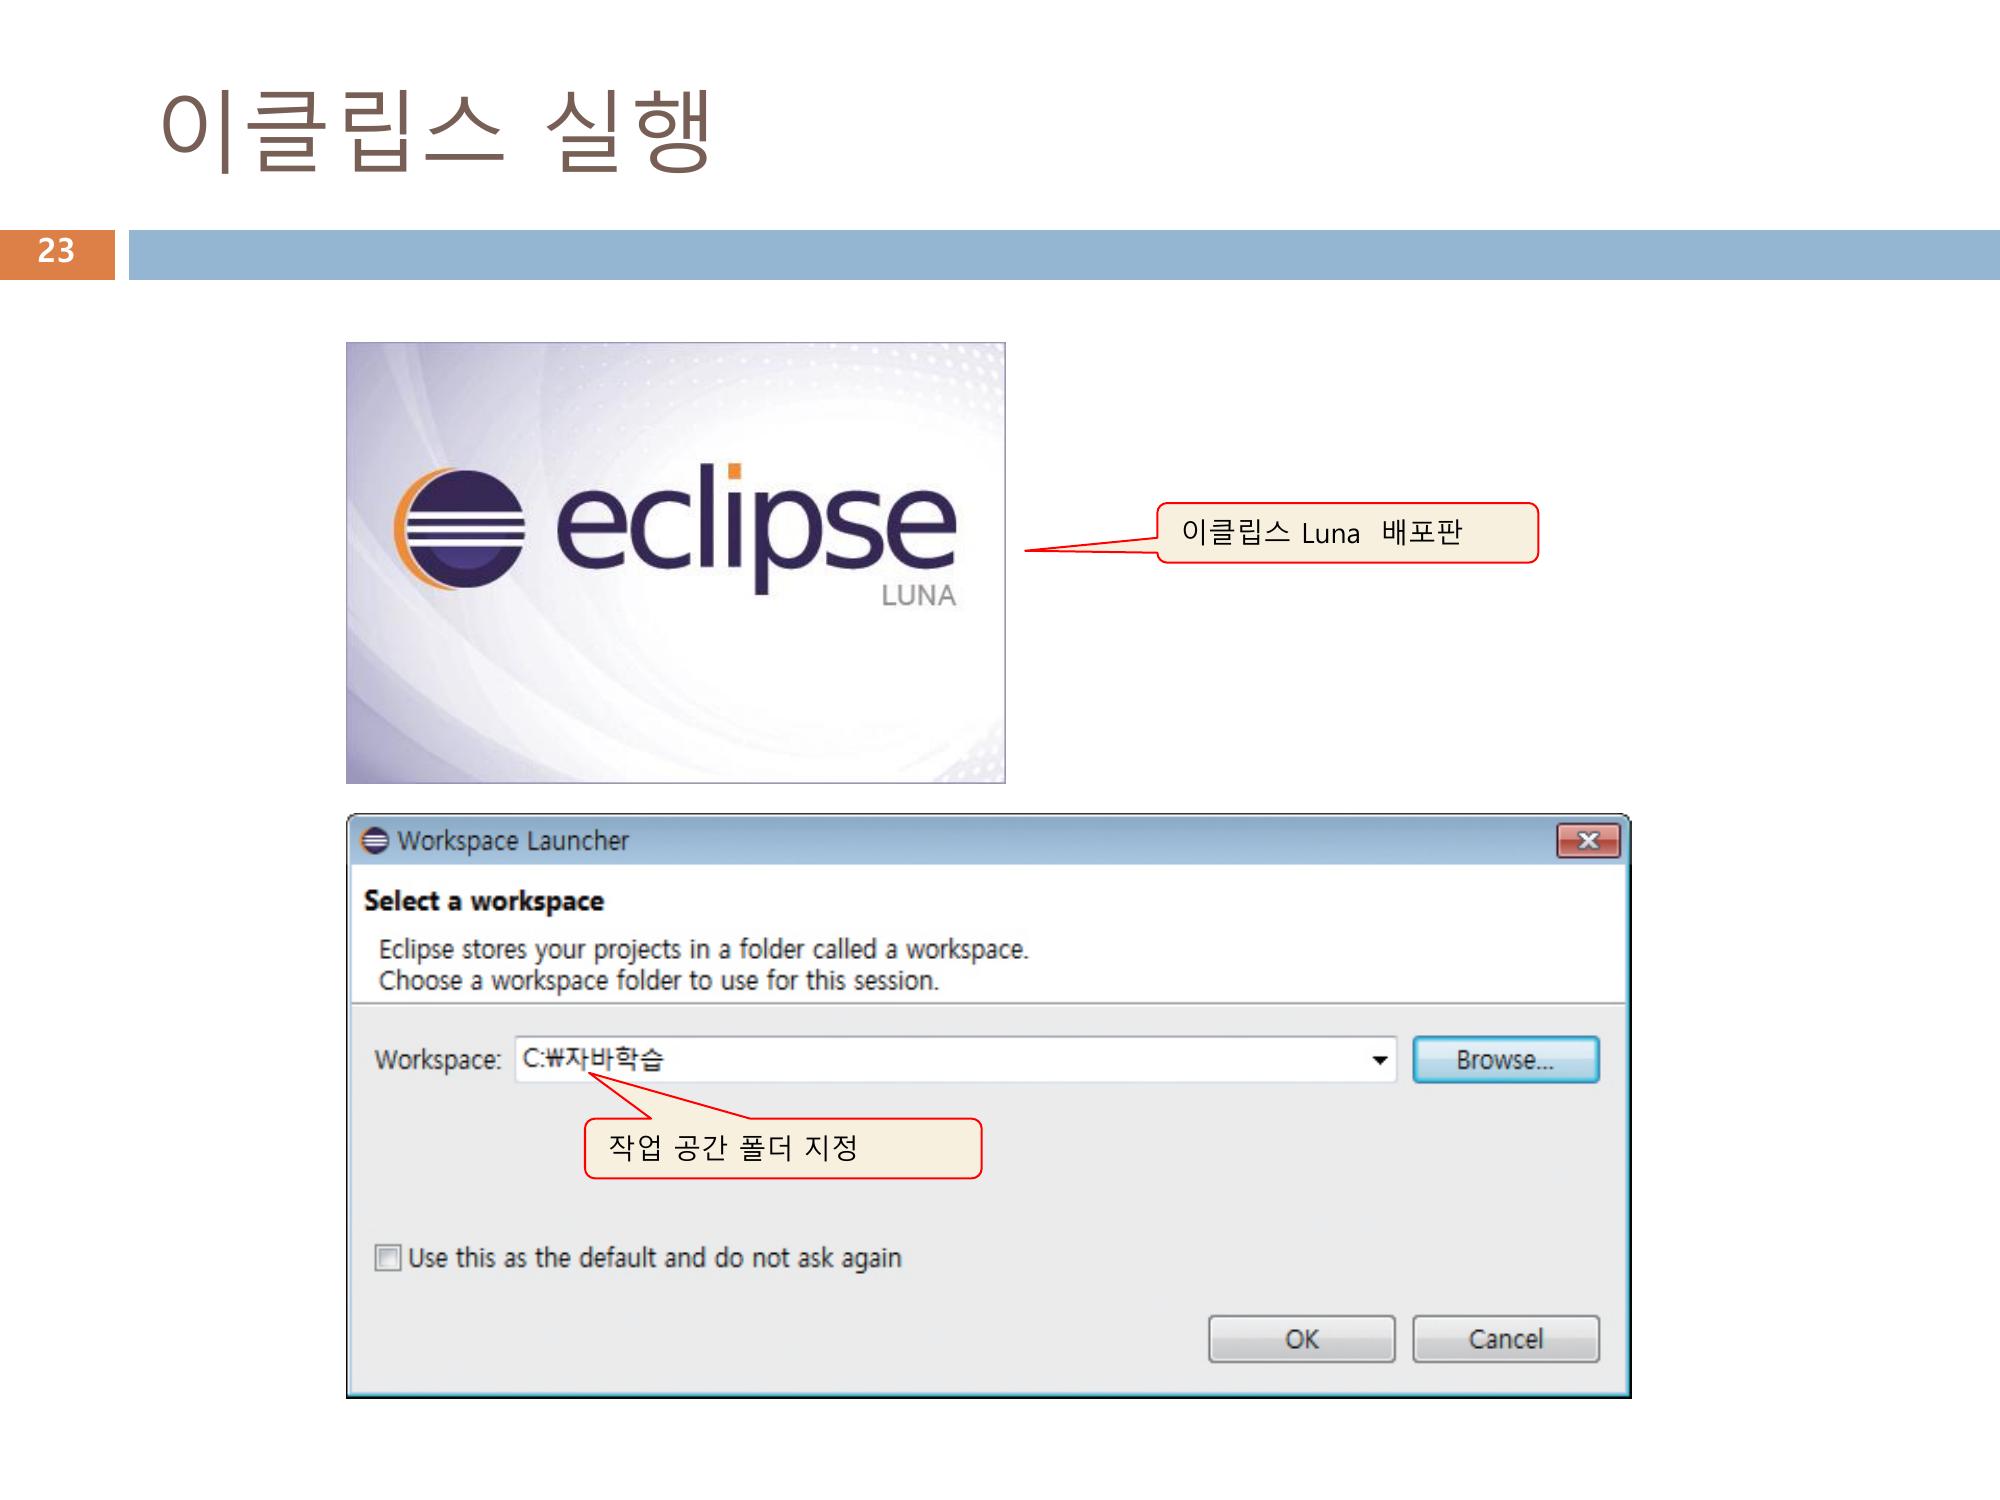 이클립스 실행
23
eclipse
LUNA
이클립스 Luna 배포판
Workspace Launcher
Select a workspace
Eclipse stores your projects in a folder called a workspace.
Choose a workspace folder to use for this session.
Workspace: C:₩자바학습 Browse...
작업 공간 폴더 지정
Use this as the default and do not ask again
OK Cancel